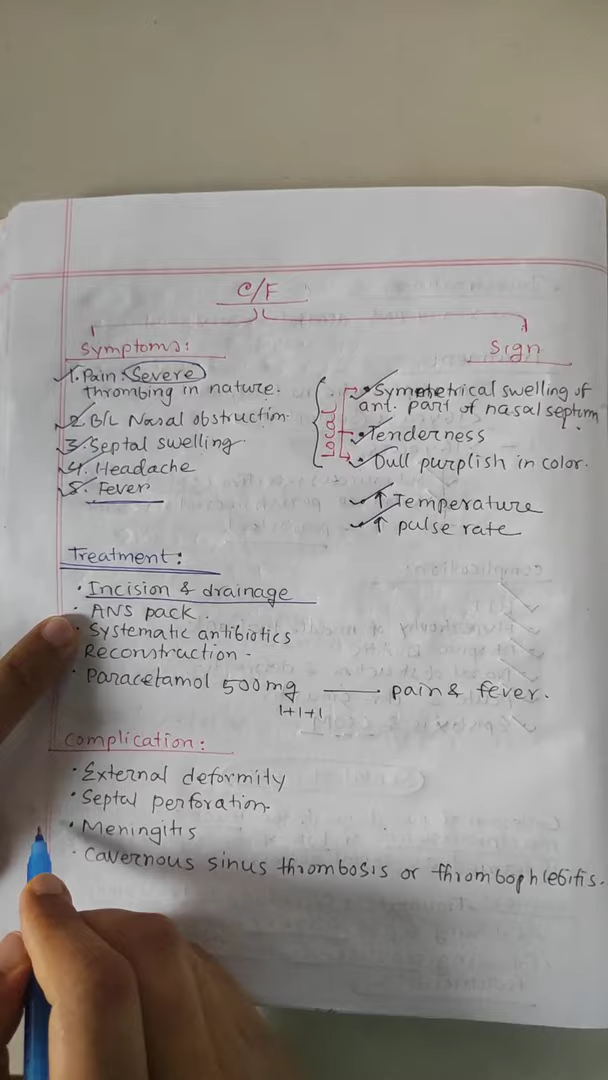 C/F
Symptoms:
1. Pain: Severe
thrombing in nature.
2. B/L Nasal obstruction.
3. Septal swelling.
4. Headache
5. Fever
Sign
Local
• Symmetrical swelling of
ant. part of nasal septum.
• Tenderness
• Dull purplish in color.
↑ Temperature
↑ pulse rate
Treatment:
• Incision & drainage
• ANS pack.
• Systematic antibiotics
Reconstruction -
• Paracetamol 500mg —— pain & fever.
1+1+1
Complication:
• External deformity
• Septal perforation.
• Meningitis
• Cavernous sinus thrombosis or thrombophlebitis.